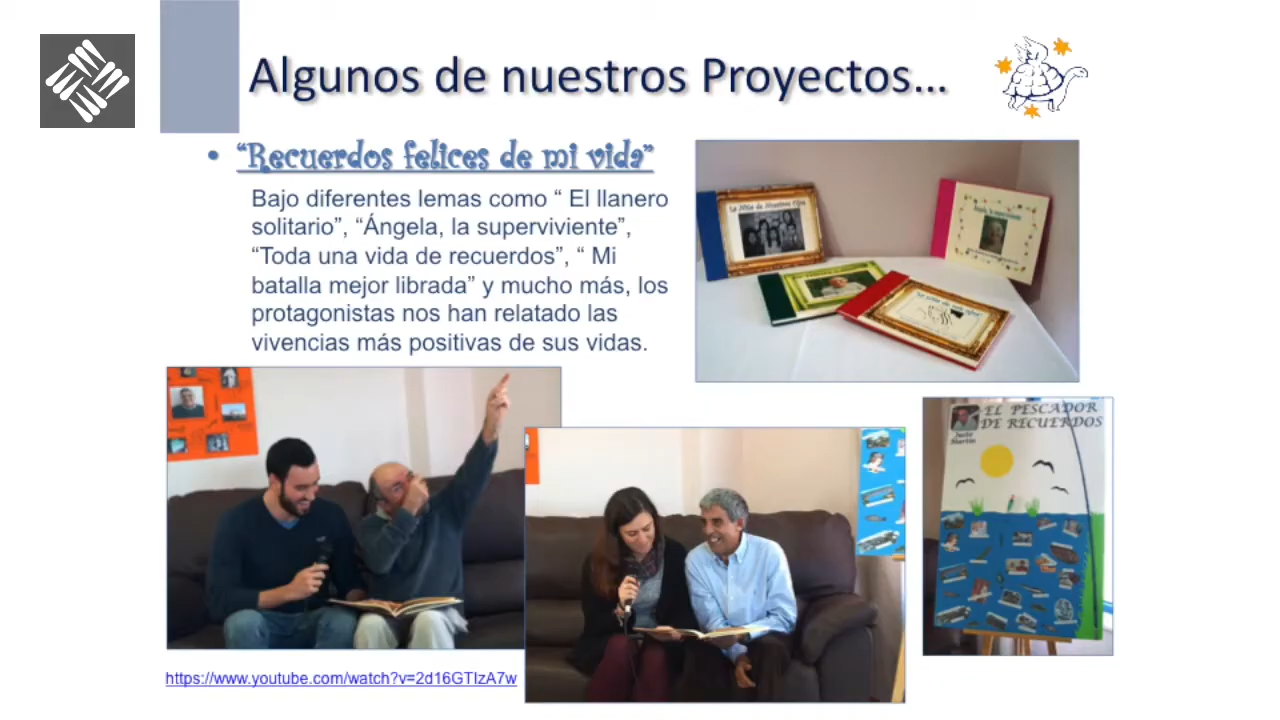 Algunos de nuestros Proyectos...
• “Recuerdos felices de mi vida”
Bajo diferentes lemas como “ El llanero
solitario”, “Ángela, la superviviente”,
“Toda una vida de recuerdos”, “ Mi
batalla mejor librada” y mucho más, los
protagonistas nos han relatado las
vivencias más positivas de sus vidas.
EL PESCADOR
DE RECUERDOS
Justo
Martín
https://www.youtube.com/watch?v=2d16GTIzA7w